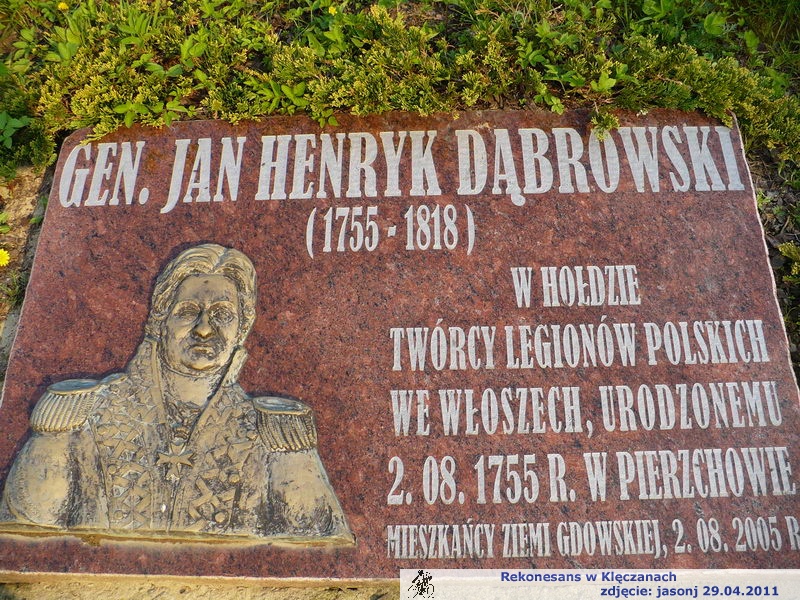 GEN. JAN HENRYK DĄBROWSKI
(1755 - 1818)
W HOŁDZIE
TWÓRCY LEGIONÓW POLSKICH
WE WŁOSZECH, URODZONEMU
2. 08. 1755 R. W PIERZCHOWIE
MIESZKAŃCY ZIEMI GDOWSKIEJ, 2. 08. 2005 R
Rekonesans w Klęczanach
zdjęcie: jasonj 29.04.2011